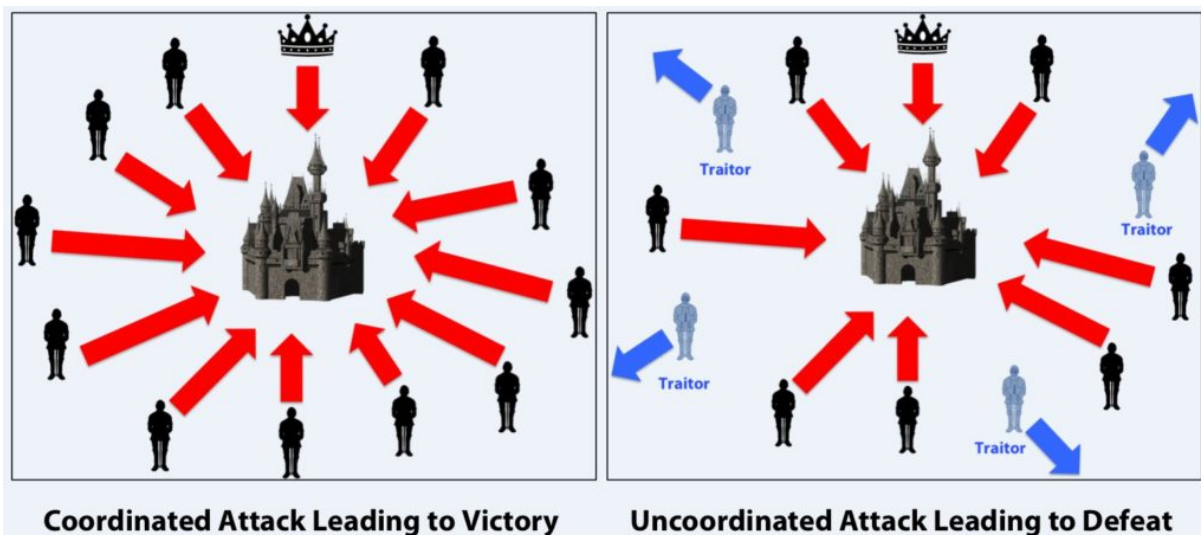 Traitor
Traitor
Traitor
Traitor
Coordinated Attack Leading to Victory
Uncoordinated Attack Leading to Defeat